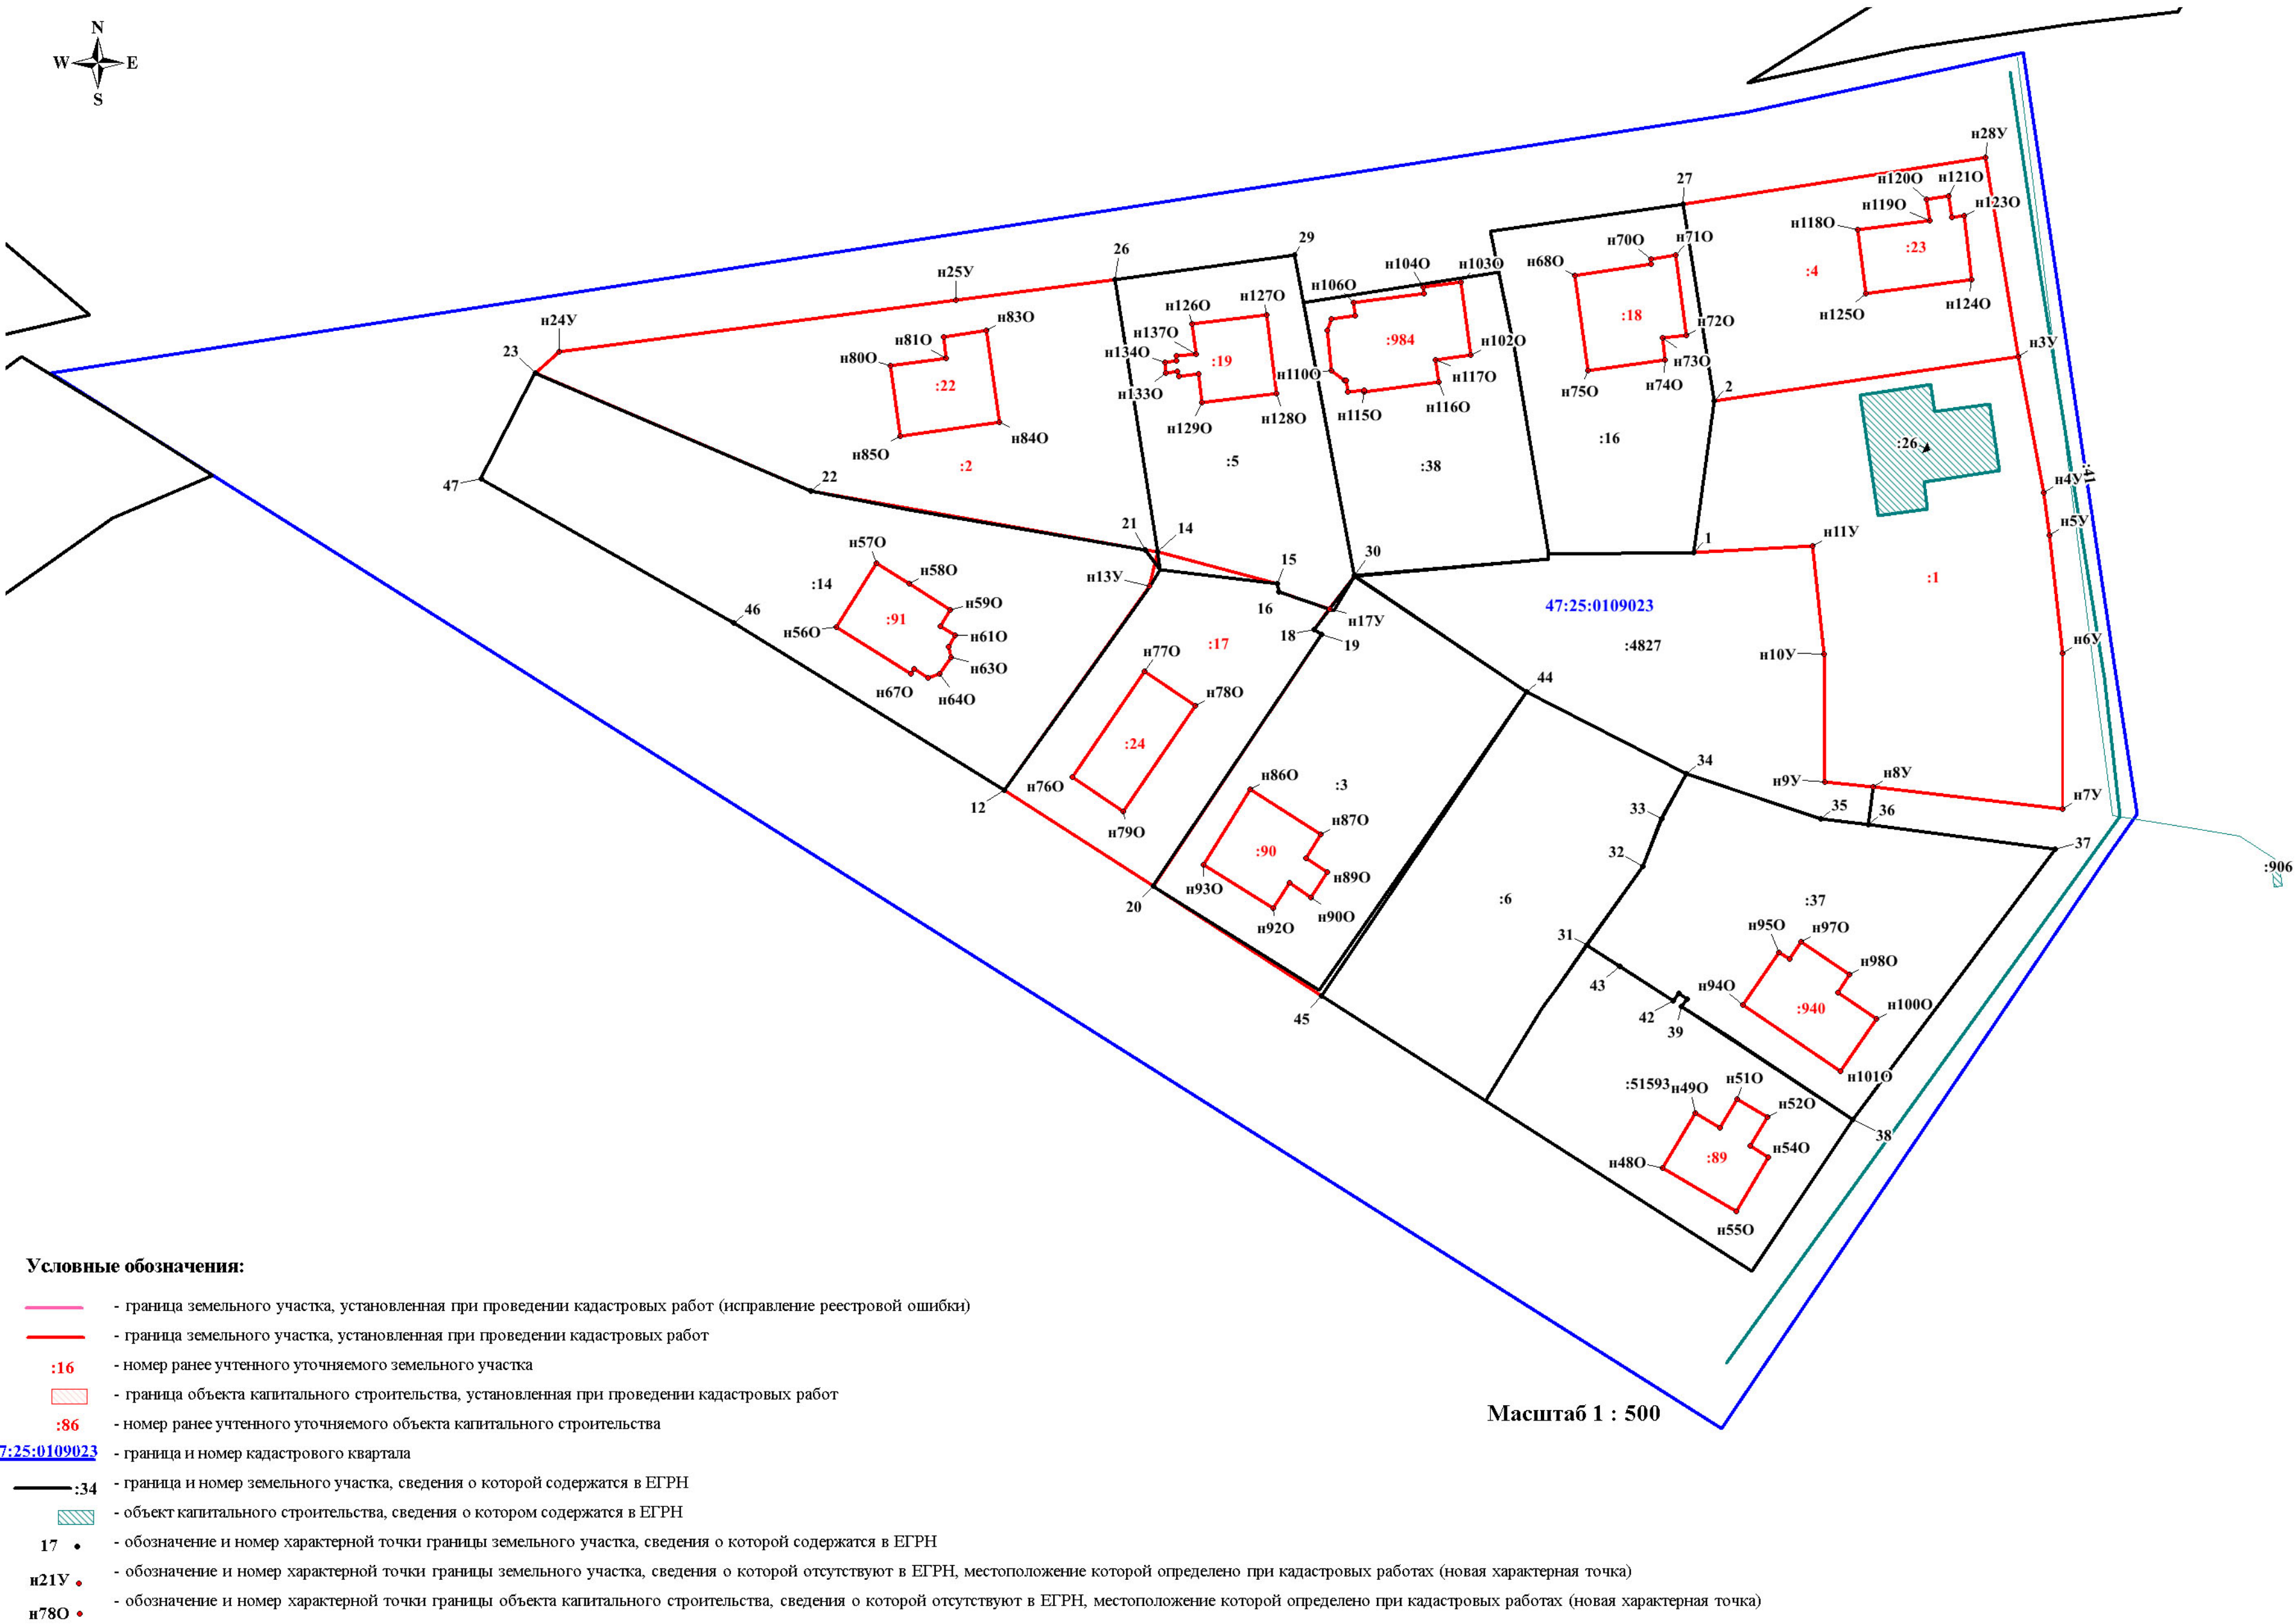 N
W E
S
н28У
27
н120О н121О
н119О н123О
н118О
:23
:4
н124О
н125О
н70О н71О
н68О
:18
н72О
н73О
н74О
н75О
26
29
н25У
н104О н103О
н106О
:984
н102О
н117О
н110О
н116О
н115О
н126О н127О
н137О
н134О
:19
н133О
н128О
н129О
н24У
23
н83О
н81О
н80О
:22
н84О
н85О
:2
:5
:38
:16
2
н3У
:26
:41
н4У
н5У
47
22
21
14
15
16
н13У
30
1
н11У
:1
47:25:0109023
:4827
н17У
18
19
н10У
н6У
н57О
:14
н58О
н59О
46
н56О
:91
н61О
н63О
н67О
н64О
:17
н77О
н78О
44
:24
н76О
12
н79О
34
н9У
н8У
н7У
н86О
:3
33
35
36
н87О
:90
32
37
:906
н93О
н89О
20
н90О
н92О
:6
:37
31
н95О н97О
43
н98О
н94О
42
39
:940
н100О
45
н101О
:51593
н49О
н51О
н52О
38
н54О
н48О
:89
н55О
Условные обозначения:
- граница земельного участка, установленная при проведении кадастровых работ (исправление реестровой ошибки)
- граница земельного участка, установленная при проведении кадастровых работ
:16 - номер ранее учтенного уточняемого земельного участка
- граница объекта капитального строительства, установленная при проведении кадастровых работ
:86 - номер ранее учтенного уточняемого объекта капитального строительства
7:25:0109023 - граница и номер кадастрового квартала
:34 - граница и номер земельного участка, сведения о которой содержатся в ЕГРН
- объект капитального строительства, сведения о котором содержатся в ЕГРН
17 - обозначение и номер характерной точки границы земельного участка, сведения о которой содержатся в ЕГРН
н21У - обозначение и номер характерной точки границы земельного участка, сведения о которой отсутствуют в ЕГРН, местоположение которой определено при кадастровых работах (новая характерная точка)
н78О - обозначение и номер характерной точки границы объекта капитального строительства, сведения о которой отсутствуют в ЕГРН, местоположение которой определено при кадастровых работах (новая характерная точка)
Масштаб 1 : 500